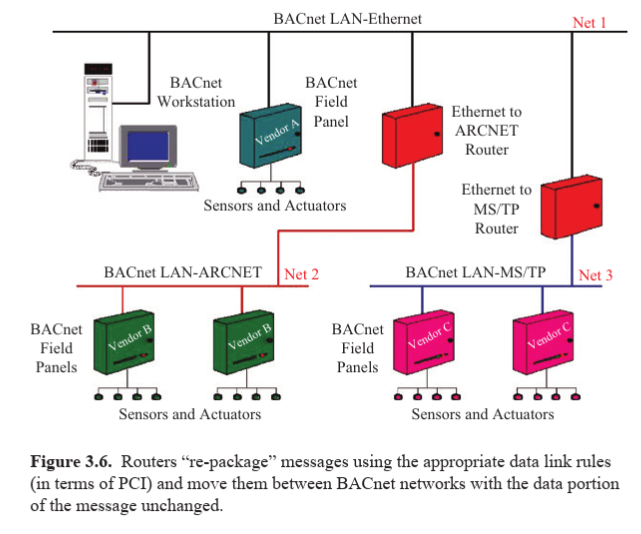 BACnet LAN-Ethernet
Net 1
BACnet
Workstation
Vendor A
BACnet
Field
Panel
Ethernet to
ARCNET
Router
Sensors and Actuators
Ethernet to
MS/TP
Router
BACnet LAN-ARCNET
Net 2
BACnet LAN-MS/TP
Net 3
BACnet
Field
Panels
Vendor B
Vendor B
BACnet
Field
Panels
Vendor C
Vendor C
Sensors and Actuators
Sensors and Actuators
Figure 3.6. Routers “re-package” messages using the appropriate data link rules
(in terms of PCI) and move them between BACnet networks with the data portion
of the message unchanged.